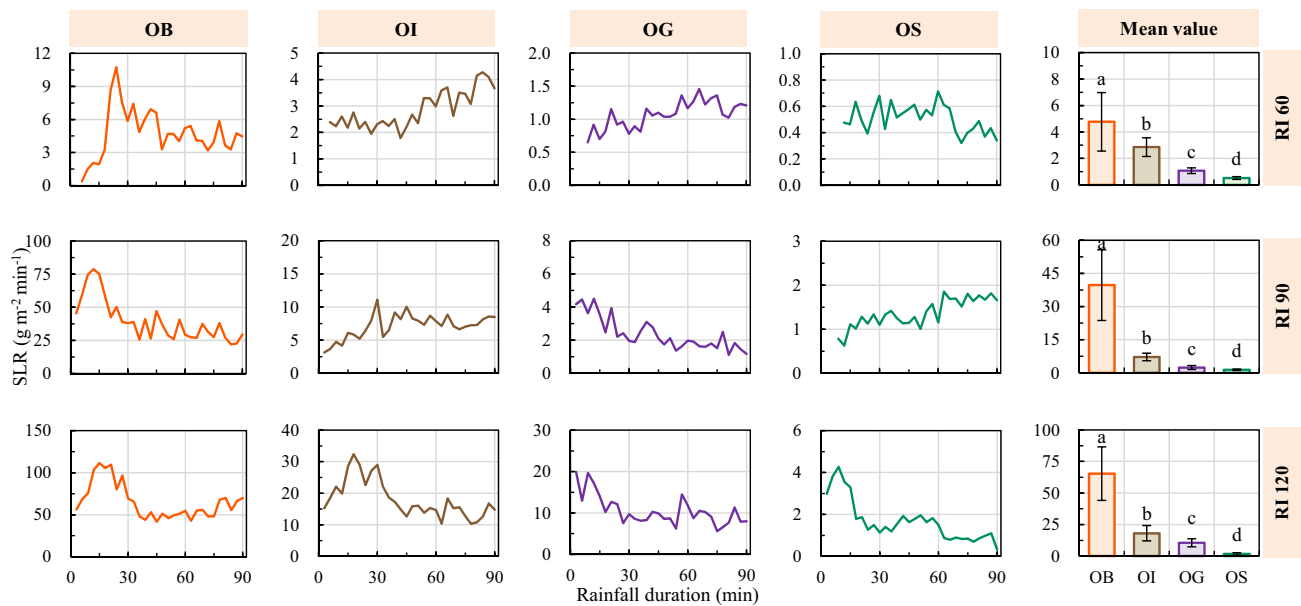 OB OI OG OS Mean value
12 5 2.0 1.0 10
9 4 1.5 0.8 8
6 3 1.0 0.6 6
3 2 0.5 0.4 4
0 1 0.0 0.2 2
0 0.0 0
a b c d
RI 60
100 20 8 3 60
75 15 6 2 45
50 10 4 1 30
25 5 2 0 15
0 0 0 0
a b c d
RI 90
SLR (g m-2 min-1)
150 40 30 6 100
100 30 20 4 75
50 20 10 2 50
0 10 0 0 25
0 0
a b c d
RI 120
0 30 60 90 0 30 60 90 0 30 60 90 0 30 60 90 OB OI OG OS
Rainfall duration (min)